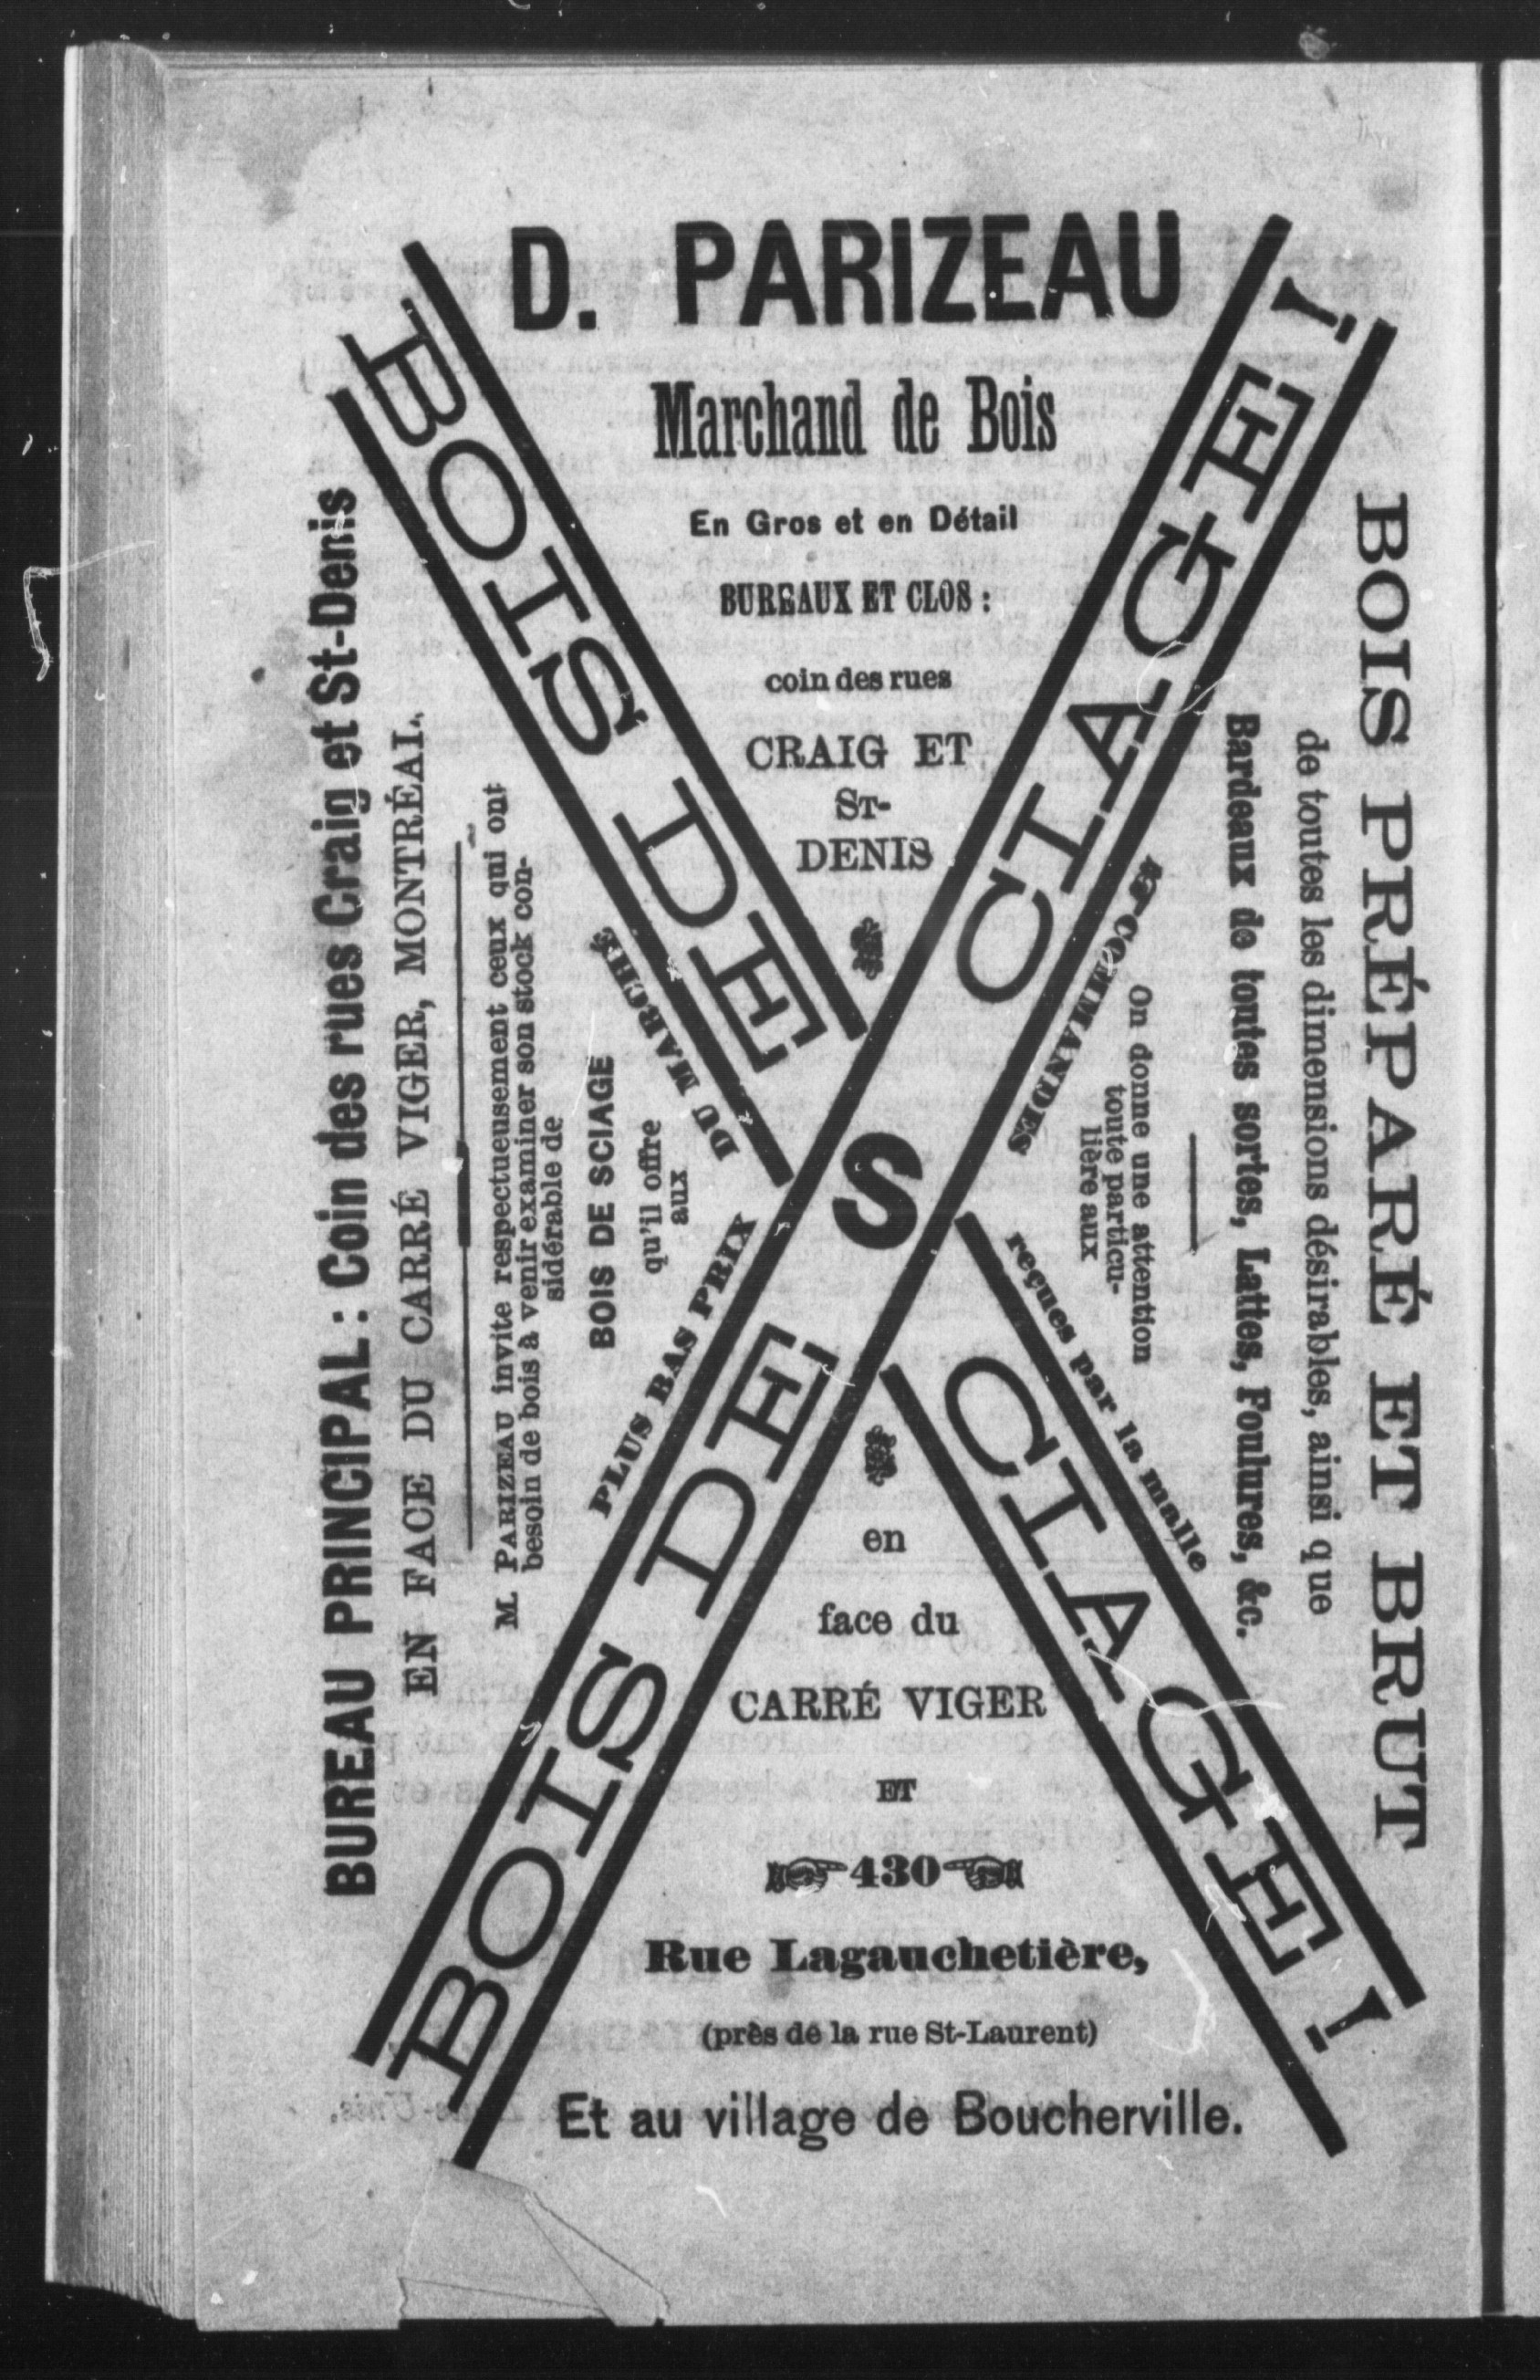 D. PARIZEAU
Marchand de Bois
En Gros et en Détail
BUREAUX ET CLOS :
coin des rues
CRAIG ET
ST-
DENIS
BOIS DE S CIAGE !
BOIS DE S CIAGE !
en
face du
CARRÉ VIGER
ET
430
Rue Lagauchetière,
(près de la rue St-Laurent)
Et au village de Boucherville.
BUREAU PRINCIPAL : Coin des rues Craig et St-Denis
EN FACE DU CARRÉ VIGER, MONTRÉAL.
M. PARIZEAU invite respectueusement ceux qui ont
besoin de bois à venir examiner son stock con-
sidérable de
BOIS DE SCIAGE
qu'il offre
aux
PLUS BAS PRIX
DU MARCHÉ
BOIS PRÉPARÉ ET BRUT
de toutes les dimensions désirables, ainsi que
Bardeaux de toutes sortes, Lattes, Foulures, &c.
On donne une attention
toute particu-
lière aux
COMMANDES
reçues par la malle